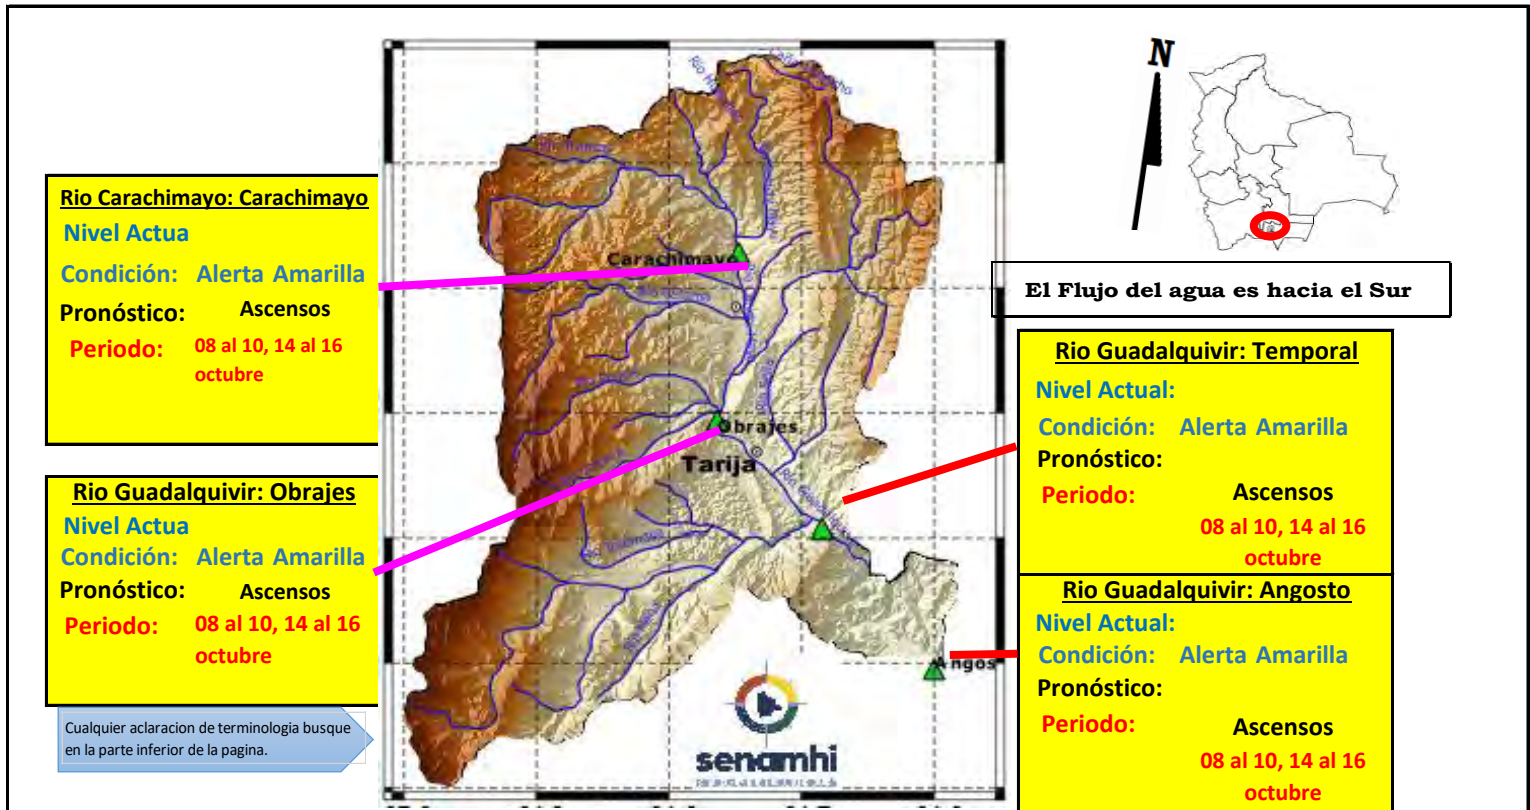 N
El Flujo del agua es hacia el Sur
Rio Carachimayo: Carachimayo
Nivel Actua
Condición: Alerta Amarilla
Pronóstico: Ascensos
Periodo: 08 al 10, 14 al 16
octubre
Rio Guadalquivir: Obrajes
Nivel Actua
Condición: Alerta Amarilla
Pronóstico: Ascensos
Periodo: 08 al 10, 14 al 16
octubre
Cualquier aclaracion de terminologia busque
en la parte inferior de la pagina.
Carachimayo
Obrajes
Tarija
Angos
senamhi
Rio Guadalquivir: Temporal
Nivel Actual:
Condición: Alerta Amarilla
Pronóstico:
Periodo: Ascensos
08 al 10, 14 al 16
octubre
Rio Guadalquivir: Angosto
Nivel Actual:
Condición: Alerta Amarilla
Pronóstico:
Periodo: Ascensos
08 al 10, 14 al 16
octubre